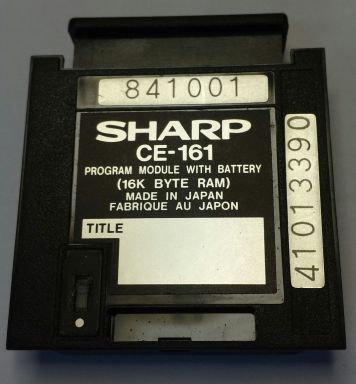 841001
SHARP
CE-161
PROGRAM MODULE WITH BATTERY
(16K BYTE RAM)
MADE IN JAPAN
FABRIQUE AU JAPON
TITLE
41013390